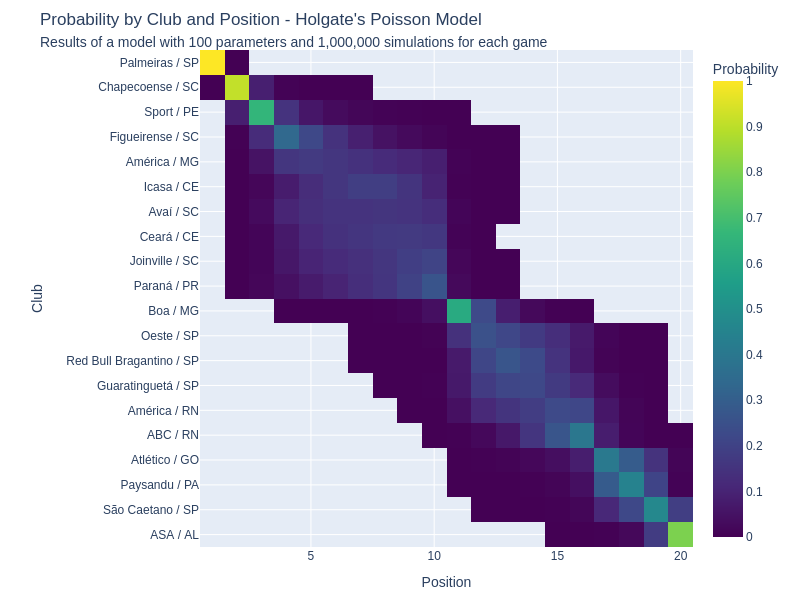 Probability by Club and Position - Holgate's Poisson Model
Results of a model with 100 parameters and 1,000,000 simulations for each game
Probability
Club
Palmeiras / SP
Chapecoense / SC
Sport / PE
Figueirense / SC
América / MG
Icasa / CE
Avaí / SC
Ceará / CE
Joinville / SC
Paraná / PR
Boa / MG
Oeste / SP
Red Bull Bragantino / SP
Guaratinguetá / SP
América / RN
ABC / RN
Atlético / GO
Paysandu / PA
São Caetano / SP
ASA / AL
5
10
15
20
Position
1
0.9
0.8
0.7
0.6
0.5
0.4
0.3
0.2
0.1
0